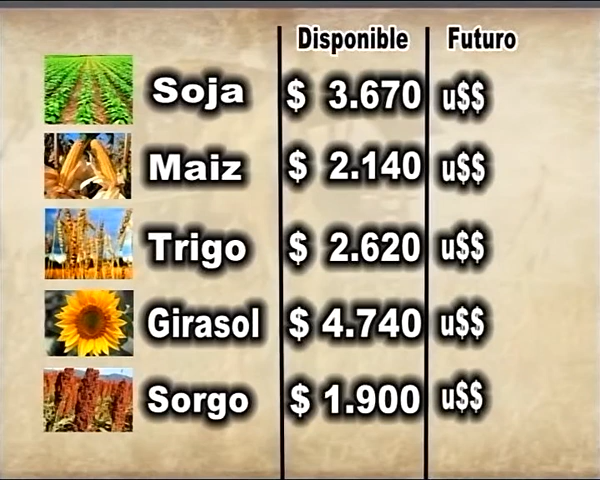 Disponible Futuro
Soja $ 3.670 u$$
Maiz $ 2.140 u$$
Trigo $ 2.620 u$$
Girasol $ 4.740 u$$
Sorgo $ 1.900 u$$